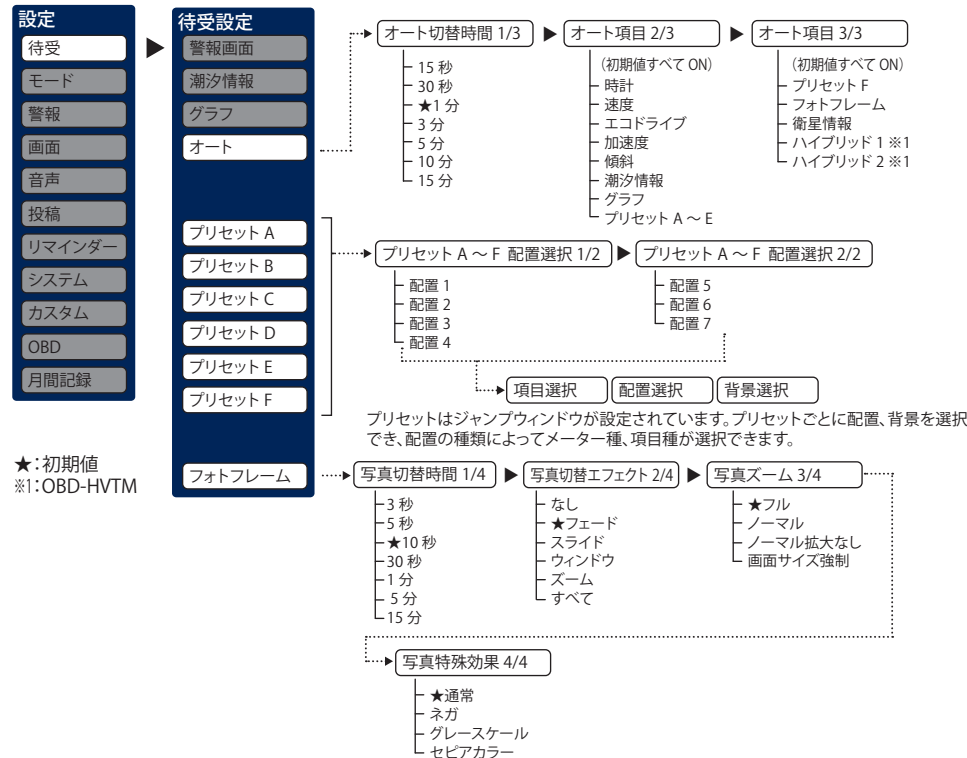 設定
待受
モード
警報
画面
音声
投稿
リマインダー
システム
カスタム
OBD
月間記録
★：初期値
※1：OBD-HVTM
待受設定
警報画面
潮汐情報
グラフ
オート
プリセット A
プリセット B
プリセット C
プリセット D
プリセット E
プリセット F
フォトフレーム
オート切替時間 1/3
15 秒
30 秒
★1 分
3 分
5 分
10 分
15 分
オート項目 2/3
（初期値すべて ON）
時計
速度
エコドライブ
加速度
傾斜
潮汐情報
グラフ
プリセット A ～ E
オート項目 3/3
（初期値すべて ON）
プリセット F
フォトフレーム
衛星情報
ハイブリッド 1 ※1
ハイブリッド 2 ※1
プリセット A ～ F 配置選択 1/2
配置 1
配置 2
配置 3
配置 4
プリセット A ～ F 配置選択 2/2
配置 5
配置 6
配置 7
項目選択
配置選択
背景選択
プリセットはジャンプウィンドウが設定されています。プリセットごとに配置、背景を選択
でき、配置の種類によってメーター種、項目種が選択できます。
写真切替時間 1/4
3 秒
5 秒
★10 秒
30 秒
1 分
5 分
15 分
写真切替エフェクト 2/4
なし
★フェード
スライド
ウィンドウ
ズーム
すべて
写真ズーム 3/4
★フル
ノーマル
ノーマル拡大なし
画面サイズ強制
写真特殊効果 4/4
★通常
ネガ
グレースケール
セピアカラー